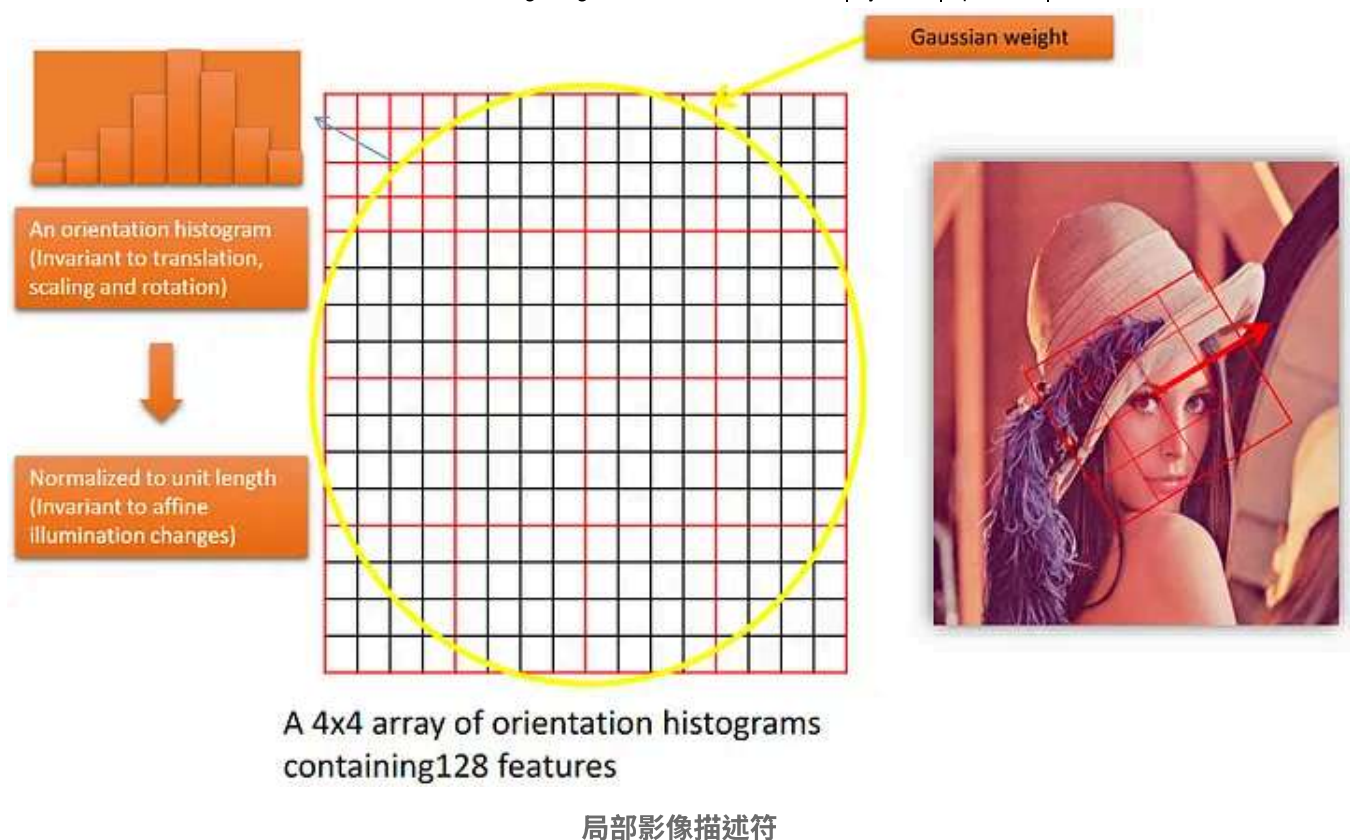 Gaussian weight
An orientation histogram
(Invariant to translation,
scaling and rotation)
Normalized to unit length
(Invariant to affine
illumination changes)
A 4x4 array of orientation histograms
containing128 features
局部影像描述符